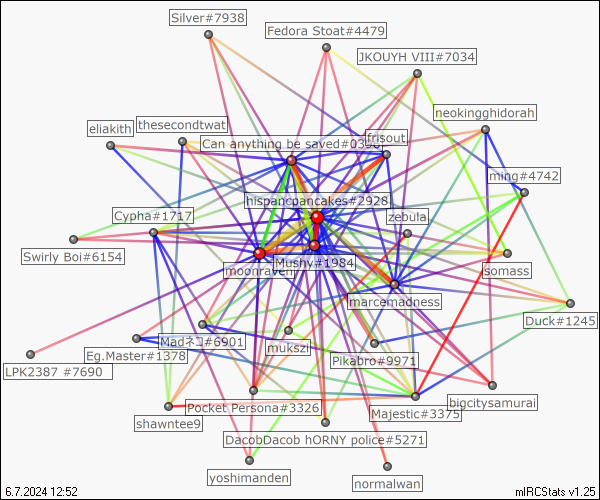 Silver#7938
Fedora Stoat#4479
JKOUYH VIII#7034
neokingghidorah
eliakith
thesecondtwat
Can anything be saved#0390
frisout
ming#4742
hispancpancakes#2928
Cypha#1717
zebula
Swirly Boi#6154
Mushy#1984
moonraven
somass
marcemadness
Duck#1245
Madネコ#6901
mukszi
Pikabro#9971
LPK2387 #7690
Eg.Master#1378
Pocket Persona#3326
Majestic#3375
bigcitysamurai
shawntee9
DacobDacob hORNY police#5271
yoshimanden
normalwan
6.7.2024 12:52
mIRCStats v1.25